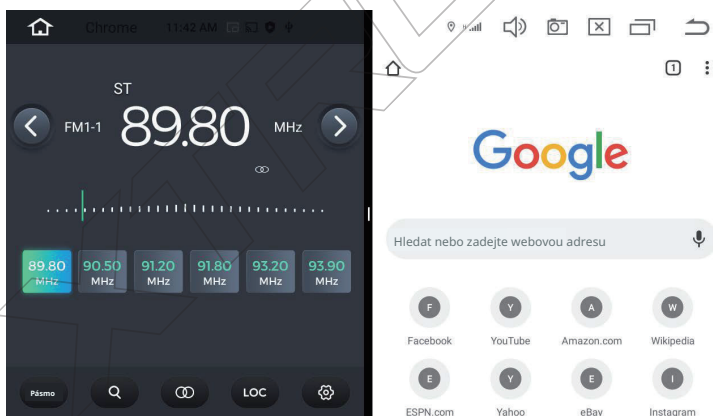 Chrome 11:42 AM
ST
FM1-1 89.80 MHz
89.80 MHz
90.50 MHz
91.20 MHz
91.80 MHz
93.20 MHz
93.90 MHz
Pásmo
LOC
1
Google
Hledat nebo zadejte webovou adresu
F Y A W
Facebook YouTube Amazon.com Wikipedia
E Y E I
ESPN.com Yahoo eBay Instagram